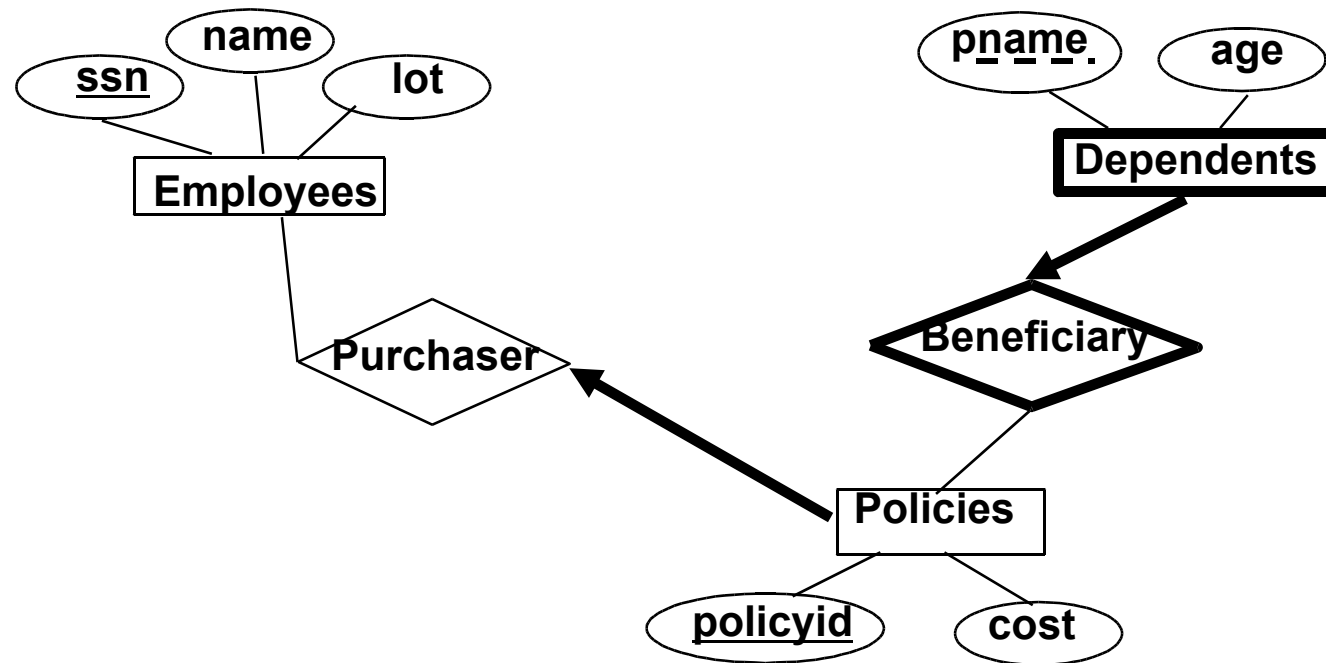 name
ssn
lot
Employees
pname
age
Dependents
Purchaser
Beneficiary
Policies
policyid
cost